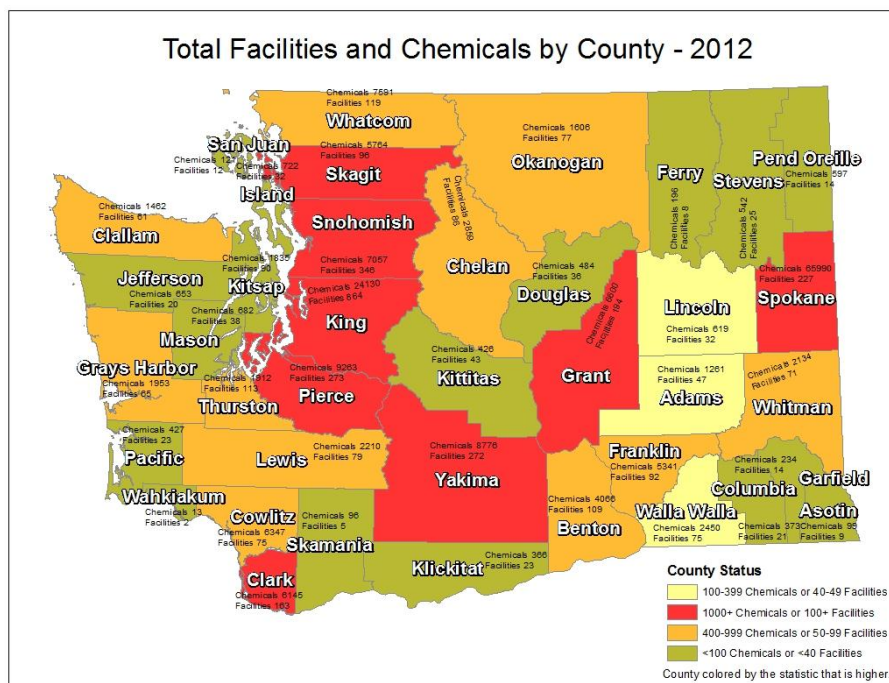 Total Facilities and Chemicals by County - 2012
Chemicals 7591
Facilities 119
Whatcom
San Juan
Chemicals 121
Facilities 12
Chemicals 722
Facilities 32
Island
Chemicals 5764
Facilities 96
Skagit
Chemicals 1606
Facilities 77
Okanogan
Ferry
Chemicals 196
Facilities 8
Stevens
Chemicals 542
Facilities 25
Pend Oreille
Chemicals 597
Facilities 14
Chemicals 1462
Facilities 61
Clallam
Snohomish
Chemicals 7057
Facilities 346
Chemicals 2859
Facilities 86
Chelan
Jefferson
Chemicals 653
Facilities 20
Chemicals 1835
Facilities 90
Kitsap
Chemicals 24130
Facilities 864
King
Chemicals 484
Facilities 36
Douglas
Chemicals 6600
Facilities 194
Grant
Lincoln
Chemicals 619
Facilities 32
Chemicals 65990
Facilities 227
Spokane
Chemicals 682
Facilities 38
Mason
Grays Harbor
Chemicals 1953
Facilities 65
Chemicals 1912
Facilities 113
Thurston
Chemicals 9263
Facilities 273
Pierce
Chemicals 426
Facilities 43
Kittitas
Chemicals 1261
Facilities 47
Adams
Chemicals 2134
Facilities 71
Whitman
Chemicals 427
Facilities 23
Pacific
Chemicals 2210
Facilities 79
Lewis
Chemicals 8776
Facilities 272
Yakima
Franklin
Chemicals 5341
Facilities 92
Chemicals 234
Facilities 14
Columbia
Garfield
Wahkiakum
Chemicals 13
Facilities 2
Cowlitz
Chemicals 6347
Facilities 75
Chemicals 96
Facilities 5
Skamania
Chemicals 4066
Facilities 109
Benton
Walla Walla
Chemicals 2450
Facilities 75
Chemicals 373
Facilities 21
Asotin
Chemicals 95
Facilities 9
Clark
Chemicals 6145
Facilities 163
Klickitat
Chemicals 366
Facilities 23
County Status
100-399 Chemicals or 40-49 Facilities
1000+ Chemicals or 100+ Facilities
400-999 Chemicals or 50-99 Facilities
<100 Chemicals or <40 Facilities
County colored by the statistic that is higher